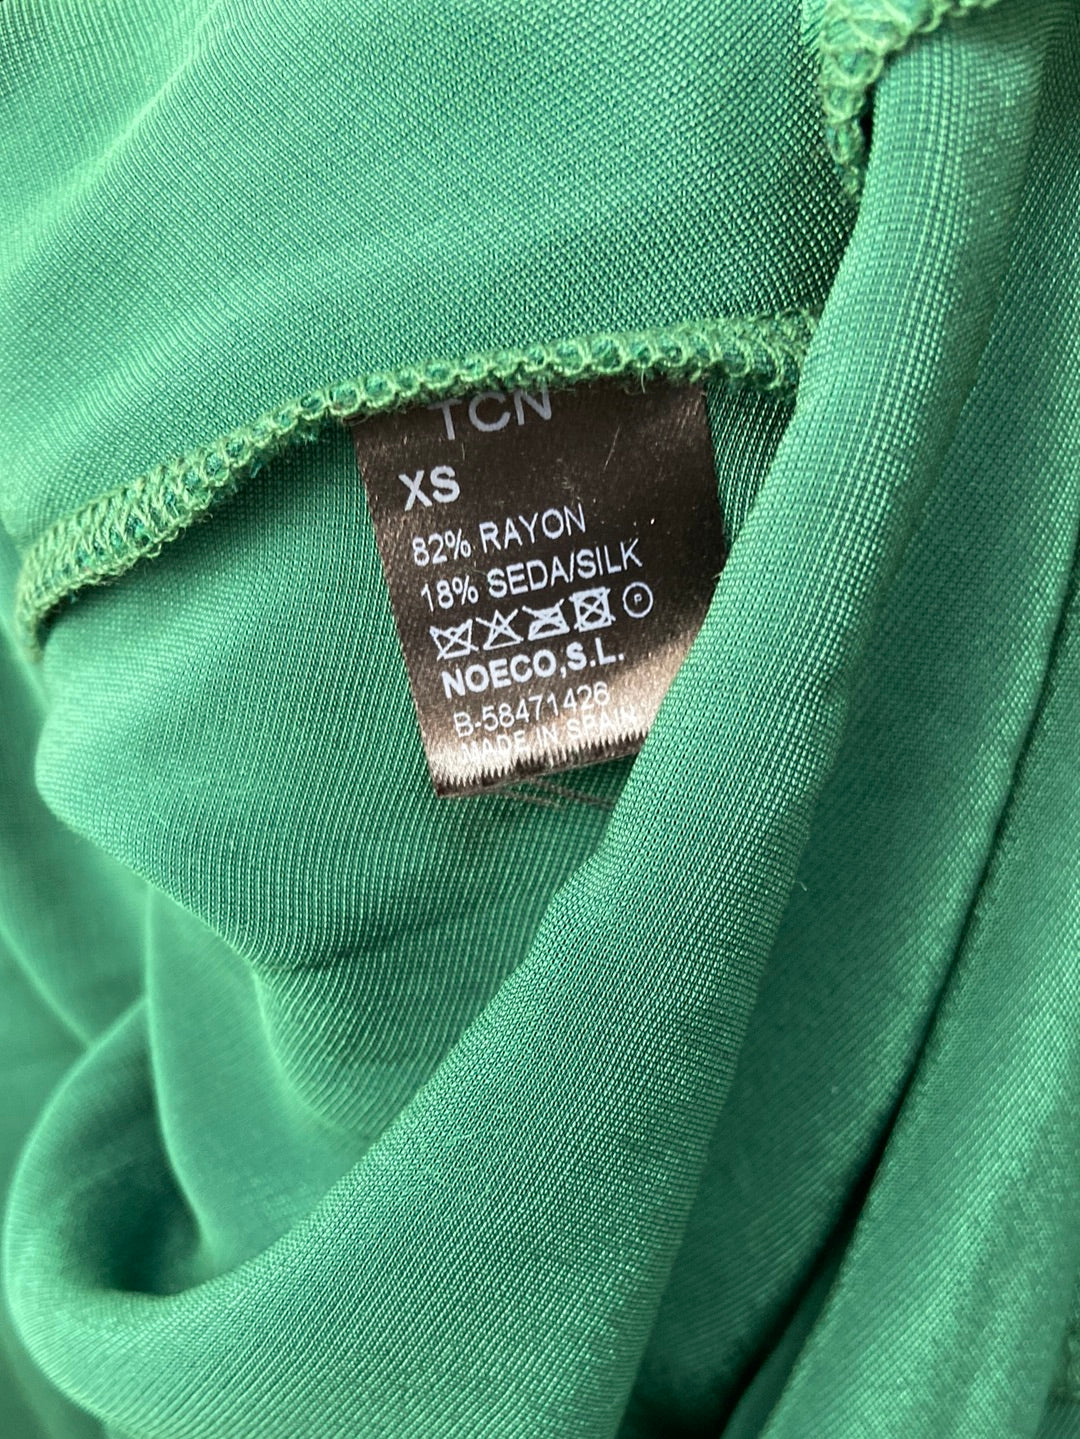 TCN
XS
82% RAYON
18% SEDA/SILK
P
NOECO,S.L.
B-58471426
MADE IN SPAIN